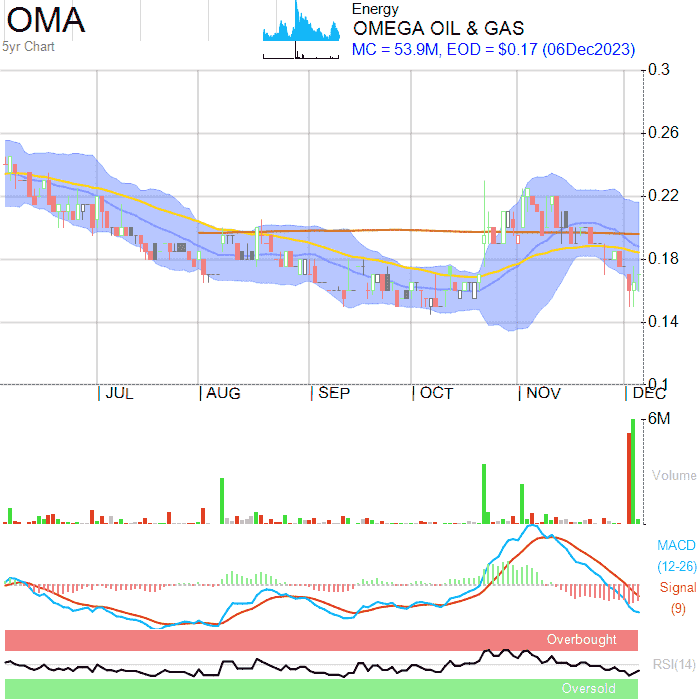 OMA
5yr Chart
Energy
OMEGA OIL & GAS
MC = 53.9M, EOD = $0.17 (06Dec2023)
0.3
0.26
0.22
0.18
0.14
0.1
JUL AUG SEP OCT NOV DEC
6M
Volume
MACD
(12-26)
Signal
(9)
Overbought
RSI(14)
Oversold